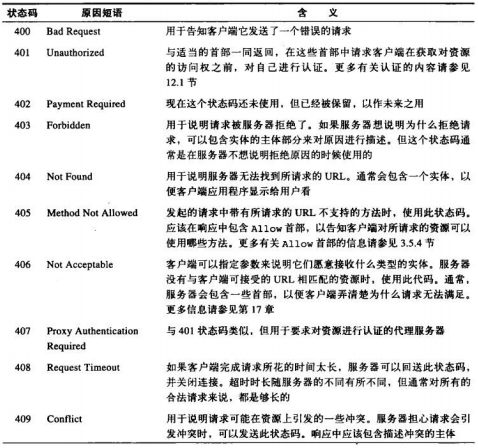 状态码 原因短语 含 义
400 Bad Request 用于告知客户端它发送了一个错误的请求
401 Unauthorized 与适当的首部一同返回，在这些首部中请求客户端在获取对资源
的访问权之前，对自己进行认证。更多有关认证的内容请参见
12.1 节
402 Payment Required 现在这个状态码还未使用，但已经被保留，以作未来之用
403 Forbidden 用于说明请求被服务器拒绝了。如果服务器想说明为什么拒绝请
求，可以包含实体的主体部分来对原因进行描述。但这个状态码通
常是在服务器不想说明拒绝原因的时候使用的
404 Not Found 用于说明服务器无法找到所请求的 URL。通常会包含一个实体，以
便客户端应用程序显示给用户看
405 Method Not Allowed 发起的请求中带有所请求的 URL 不支持的方法时，使用此状态码。
应该在响应中包含 Allow 首部，以告知客户端对所请求的资源可以
使用哪些方法。更多有关 Allow 首部的信息请参见 3.5.4 节
406 Not Acceptable 客户端可以指定参数来说明它们愿意接收什么类型的实体。服务器
没有与客户端可接受的 URL 相匹配的资源时，使用此代码。通常，
服务器会包含一些首部，以便客户端弄清楚为什么请求无法满足。
更多信息请参见第 17 章
407 Proxy Authentication 与 401 状态码类似，但用于要求对资源进行认证的代理服务器
Required
408 Request Timeout 如果客户端完成请求所花的时间太长，服务器可以回送此状态码，
并关闭连接。超时时长随服务器的不同有所不同，但通常对所有的
合法请求来说，都是够长的
409 Conflict 用于说明请求可能在资源上引发的一些冲突。服务器担心请求会引
发冲突时，可以发送此状态码。响应中应该包含描述冲突的主体